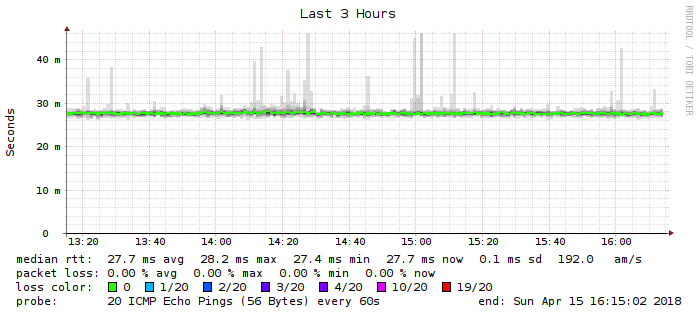 Last 3 Hours
RRDTOOL / TOBI OETIKER
Seconds
40 m
30 m
20 m
10 m
0
13:20 13:40 14:00 14:20 14:40 15:00 15:20 15:40 16:00
median rtt: 27.7 ms avg 28.2 ms max 27.4 ms min 27.7 ms now 0.1 ms sd 192.0 am/s
packet loss: 0.00 % avg 0.00 % max 0.00 % min 0.00 % now
loss color: 0 1/20 2/20 3/20 4/20 10/20 19/20
probe: 20 ICMP Echo Pings (56 Bytes) every 60s end: Sun Apr 15 16:15:02 2018